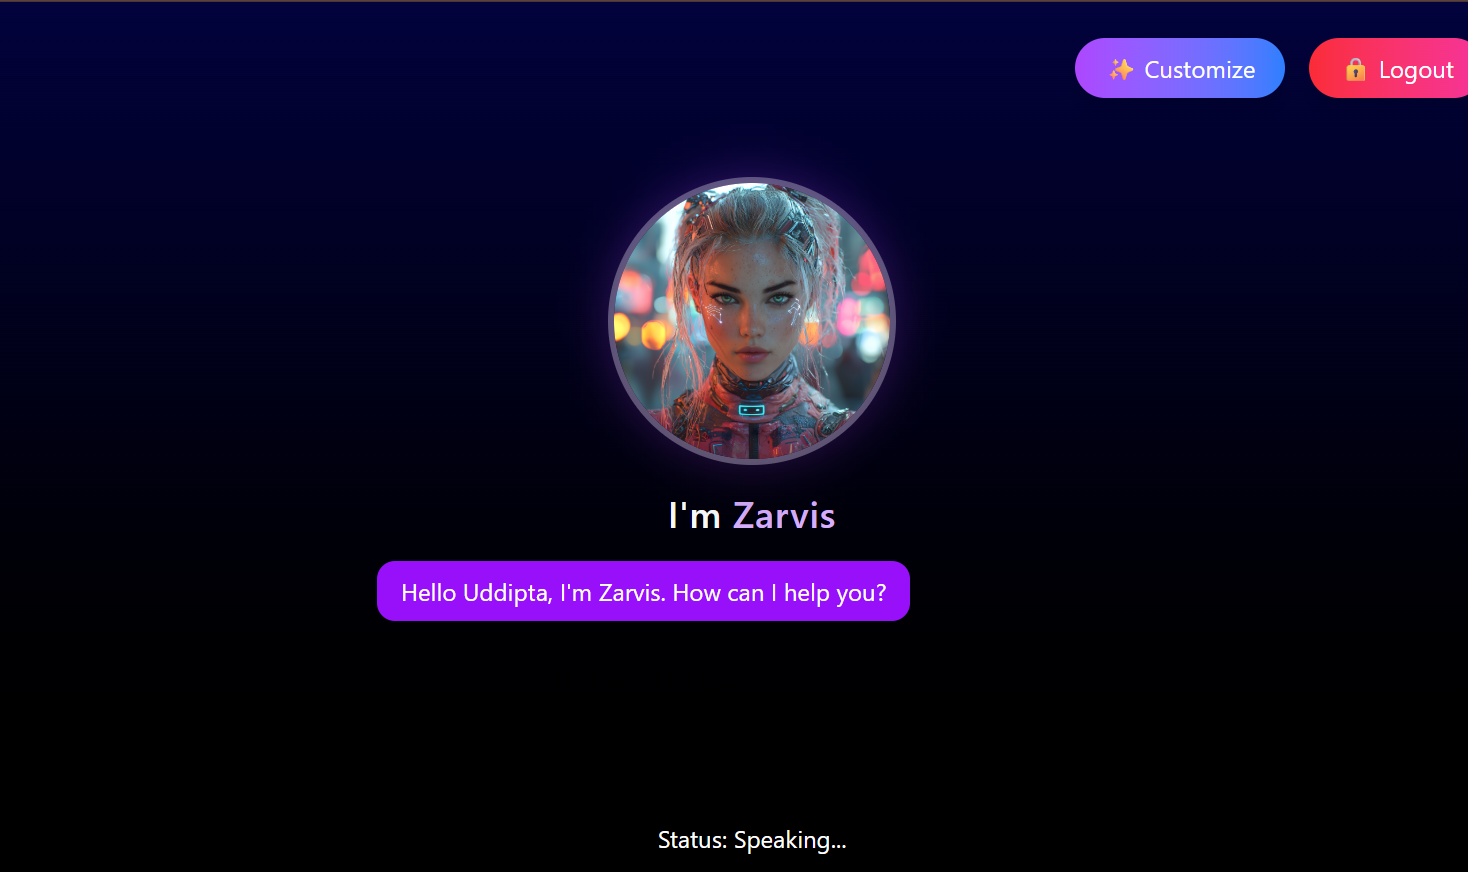 ✨ Customize
🔒 Logout
I'm Zarvis
Hello Uddipta, I'm Zarvis. How can I help you?
Status: Speaking...